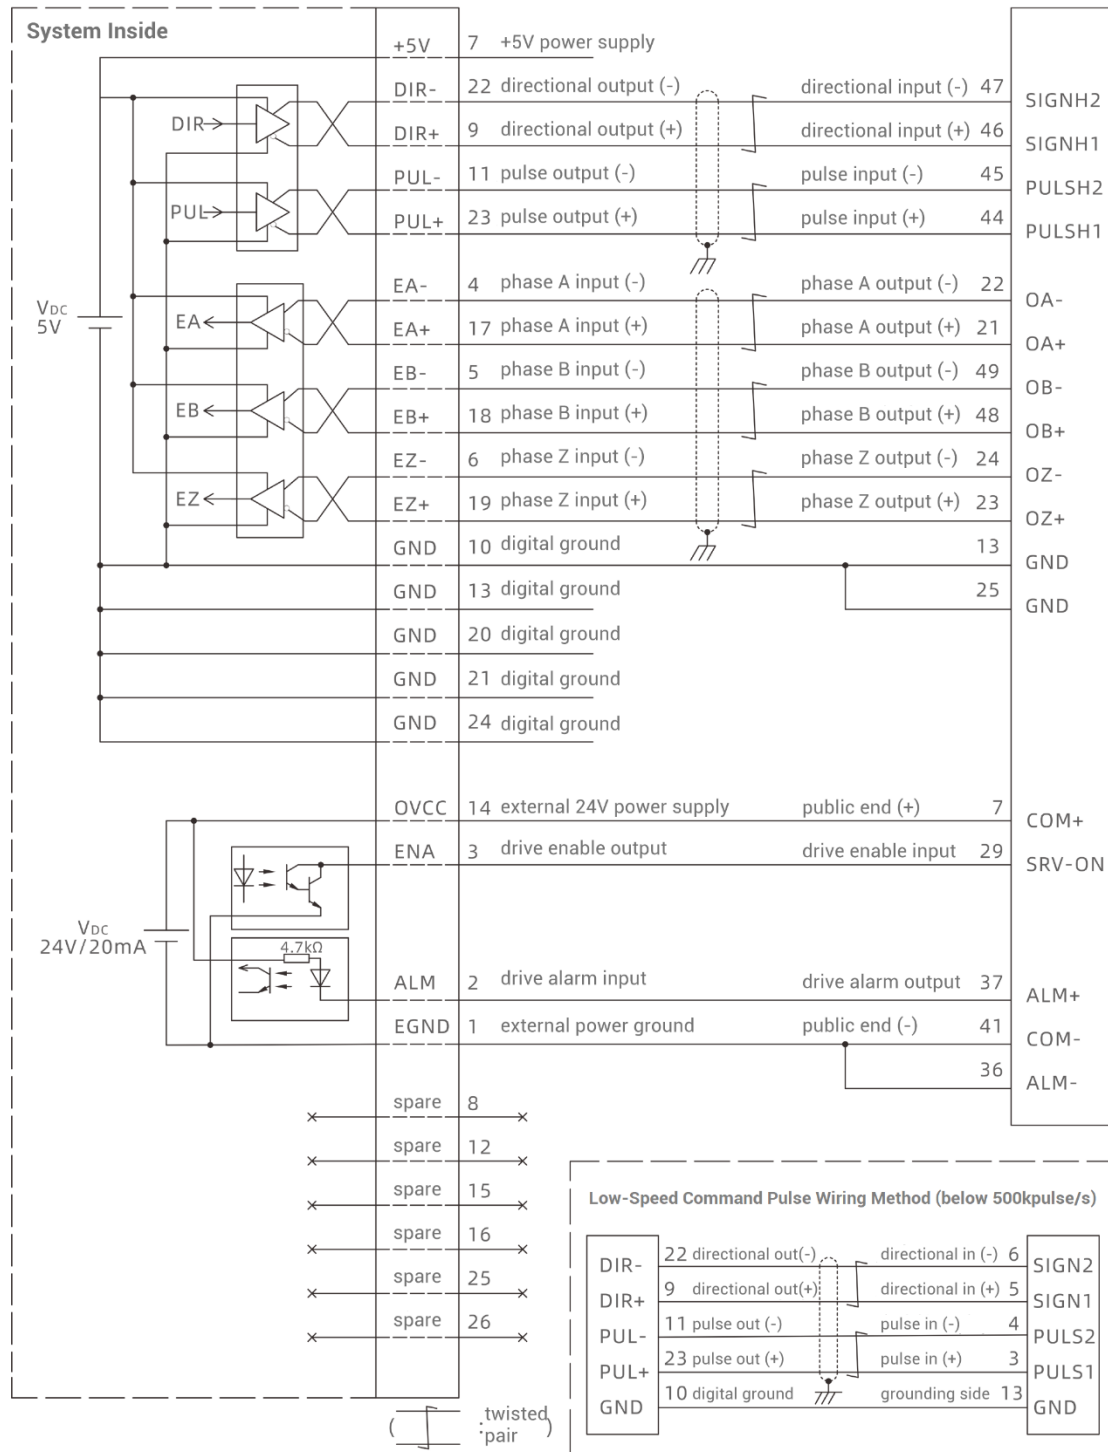 System Inside
+5V 7 +5V power supply
DIR- 22 directional output (-) directional input (-) 47 SIGNH2
DIR
DIR+ 9 directional output (+) directional input (+) 46 SIGNH1
PUL- 11 pulse output (-) pulse input (-) 45 PULSH2
PUL
PUL+ 23 pulse output (+) pulse input (+) 44 PULSH1
EA- 4 phase A input (-) phase A output (-) 22 OA-
VDC
5V
EA
EA+ 17 phase A input (+) phase A output (+) 21 OA+
EB- 5 phase B input (-) phase B output (-) 49 OB-
EB
EB+ 18 phase B input (+) phase B output (+) 48 OB+
EZ- 6 phase Z input (-) phase Z output (-) 24 OZ-
EZ
EZ+ 19 phase Z input (+) phase Z output (+) 23 OZ+
GND 10 digital ground 13 GND
GND 13 digital ground 25 GND
GND 20 digital ground
GND 21 digital ground
GND 24 digital ground
OVCC 14 external 24V power supply public end (+) 7 COM+
ENA 3 drive enable output drive enable input 29 SRV-ON
VDC
24V/20mA
4.7kΩ
ALM 2 drive alarm input drive alarm output 37 ALM+
EGND 1 external power ground public end (-) 41 COM-
36 ALM-
spare 8
spare 12
spare 15
spare 16
spare 25
spare 26
Low-Speed Command Pulse Wiring Method (below 500kpulse/s)
DIR- 22 directional out(-) directional in (-) 6 SIGN2
DIR+ 9 directional out(+) directional in (+) 5 SIGN1
PUL- 11 pulse out (-) pulse in (-) 4 PULS2
PUL+ 23 pulse out (+) pulse in (+) 3 PULS1
GND 10 digital ground grounding side 13 GND
( : twisted
pair )